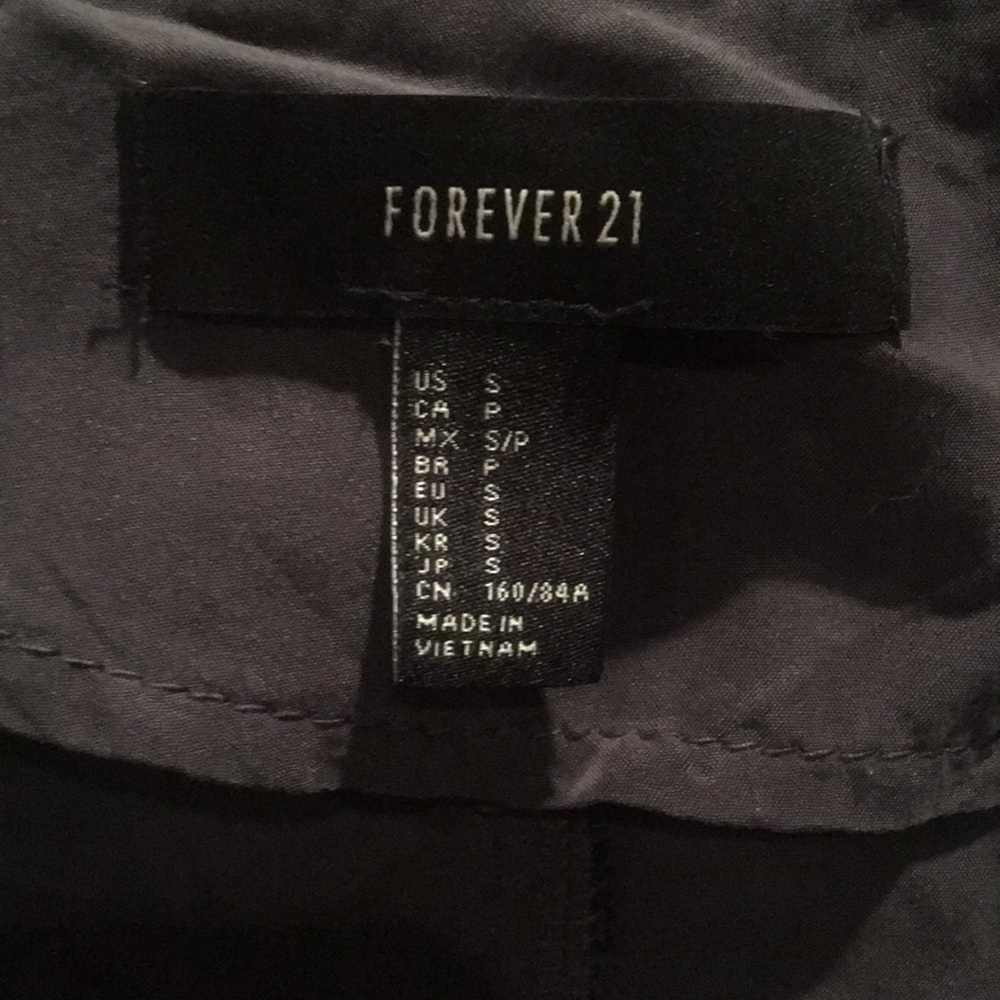 FOREVER 21
US S
CA P
MX S/P
BR P
EU S
UK S
KR S
JP S
CN 160/84A
MADE IN
VIETNAM